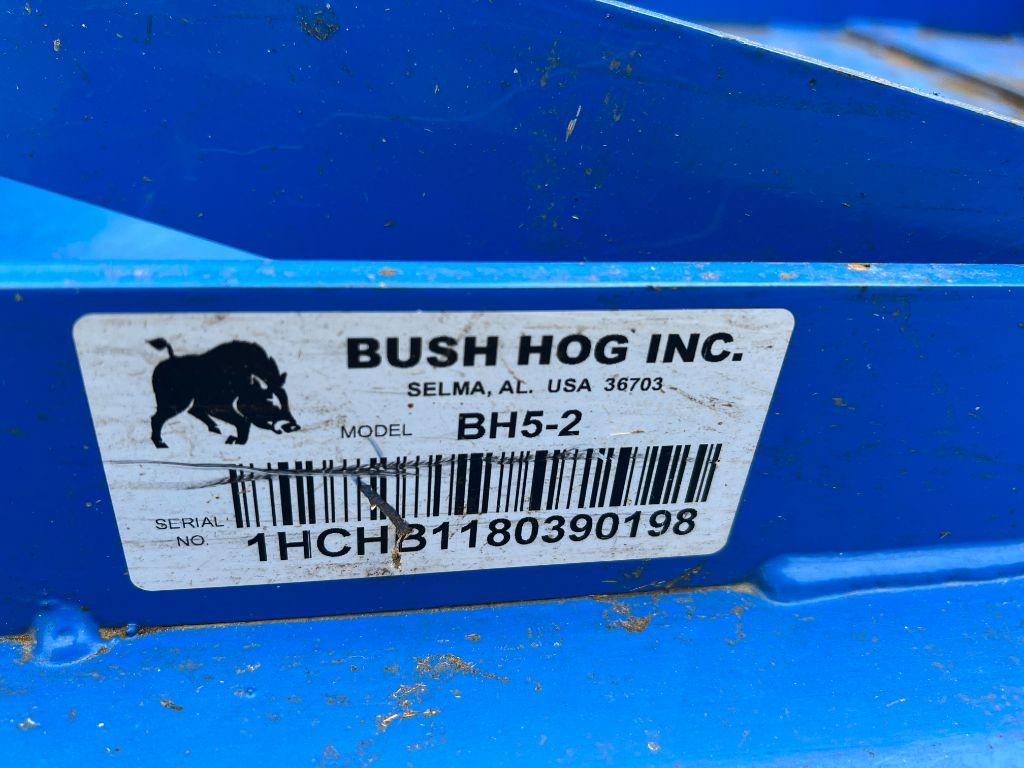 BUSH HOG INC.
SELMA, AL. USA 36703
MODEL BH5-2
SERIAL NO. 1HCHB1180390198